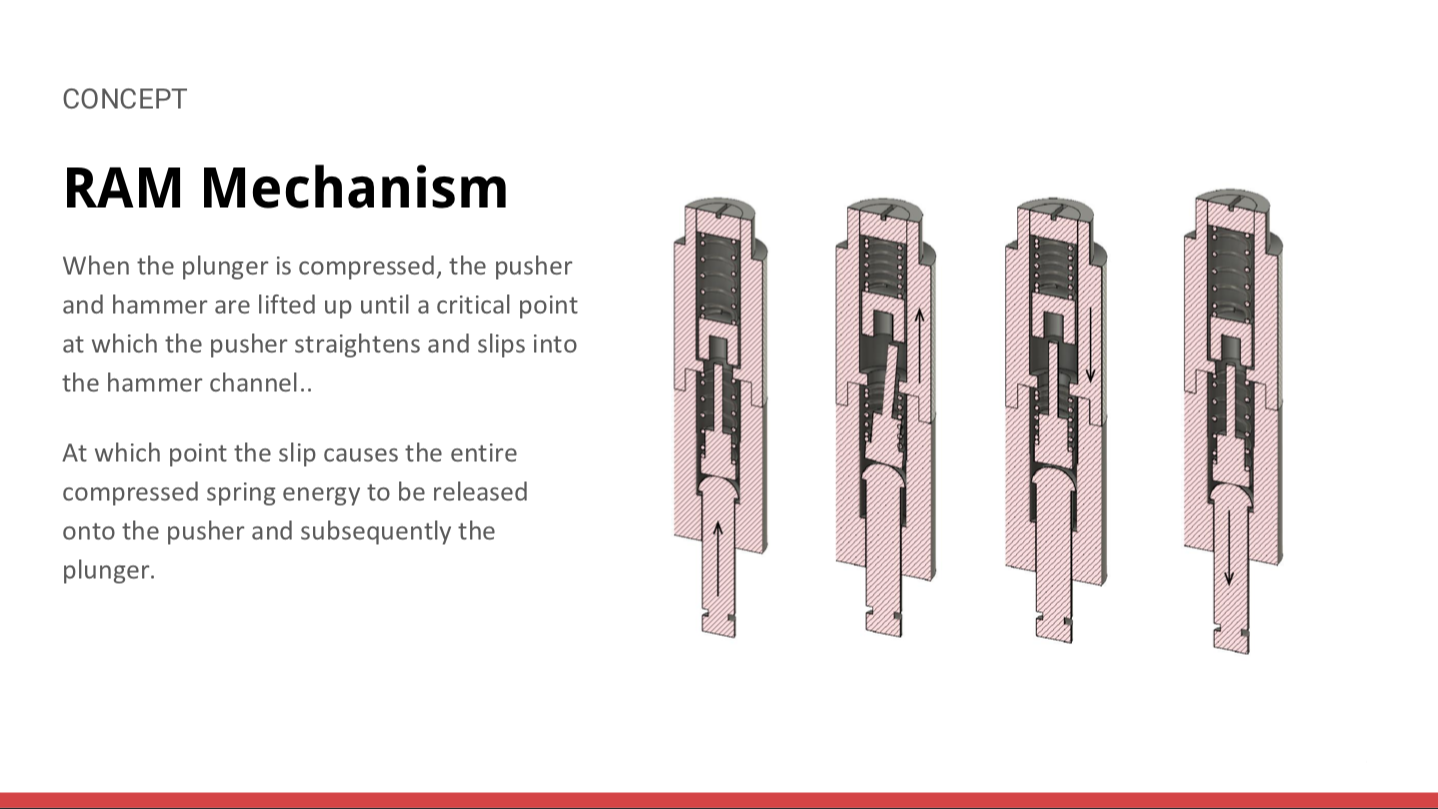 CONCEPT
RAM Mechanism
When the plunger is compressed, the pusher
and hammer are lifted up until a critical point
at which the pusher straightens and slips into
the hammer channel..
At which point the slip causes the entire
compressed spring energy to be released
onto the pusher and subsequently the
plunger.